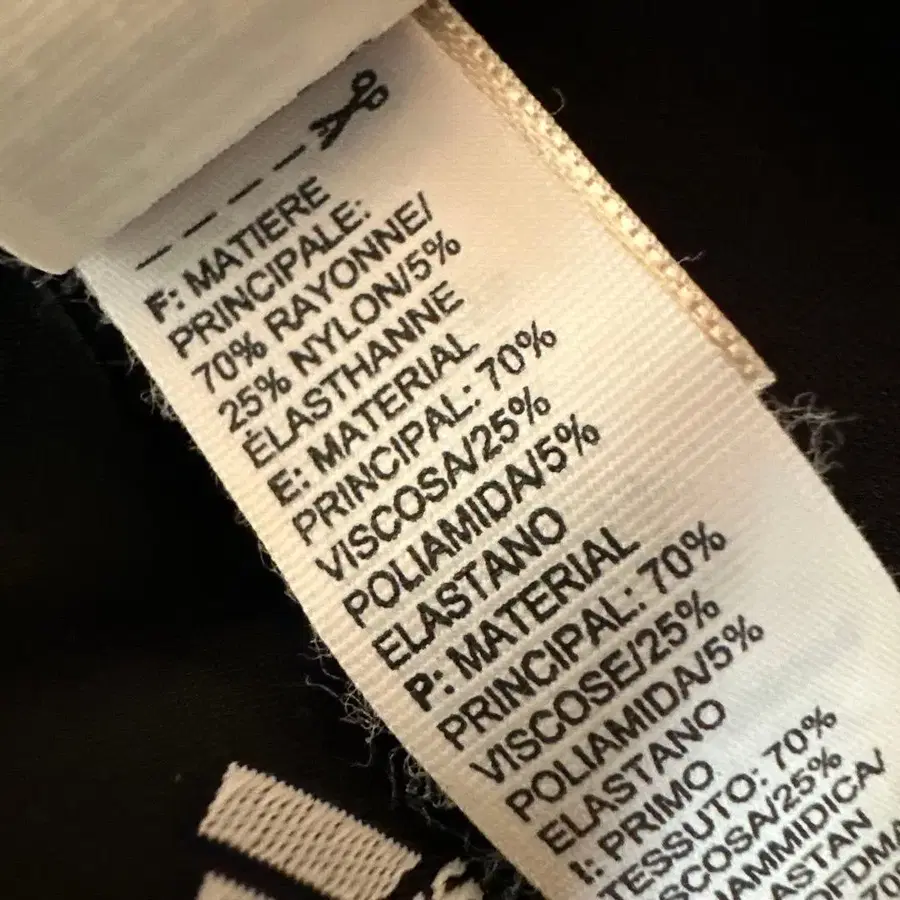 F: MATIERE
PRINCIPALE:
70% RAYONNE/
25% NYLON/5%
ÉLASTHANNE
E: MATERIAL
PRINCIPAL: 70%
VISCOSA/25%
POLIAMIDA/5%
ELASTANO
P: MATERIAL
PRINCIPAL: 70%
VISCOSE/25%
POLIAMIDA/5%
ELASTANO
I: PRIMO
TESSUTO: 70%